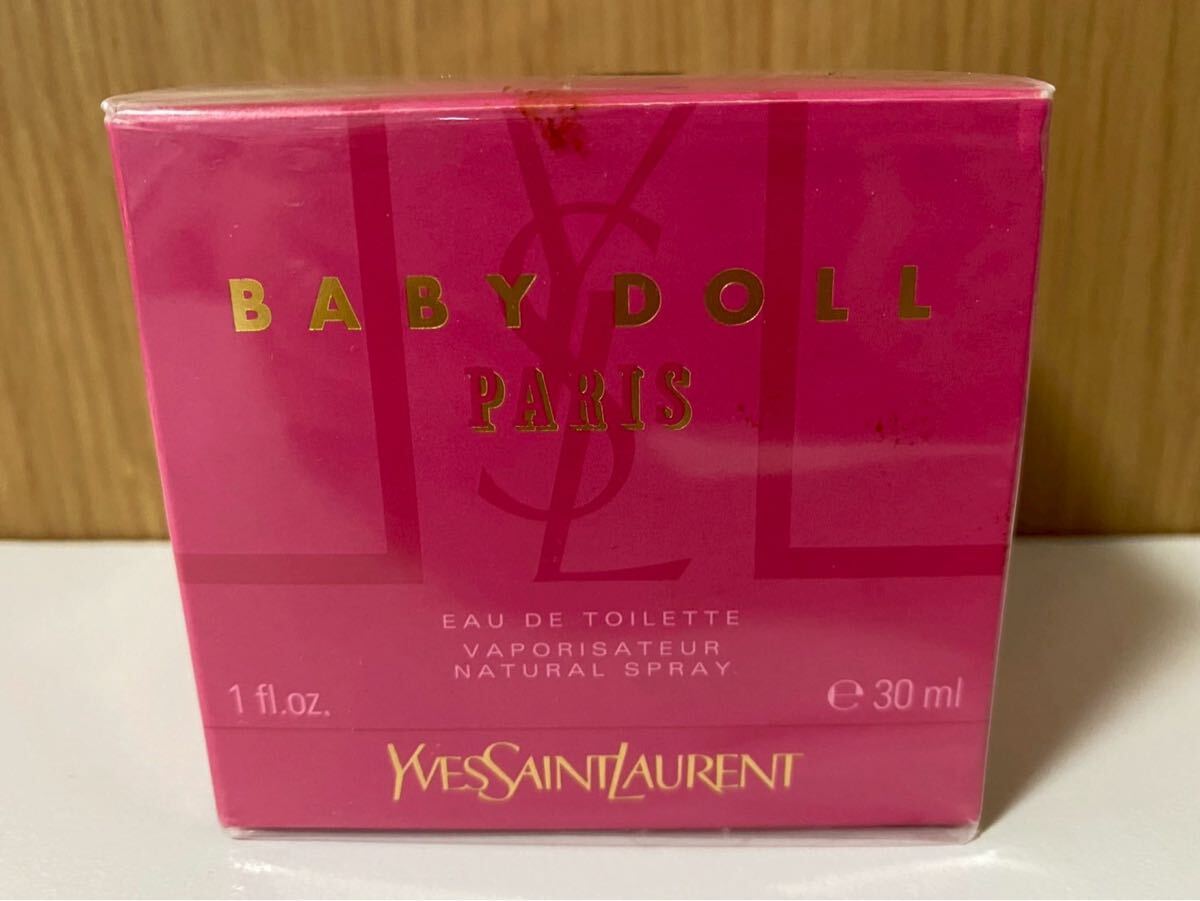 YSL
BABY DOLL
PARIS
EAU DE TOILETTE
VAPORISATEUR
NATURAL SPRAY
1 fl.oz.
℮ 30 ml
YVESSAINTLAURENT